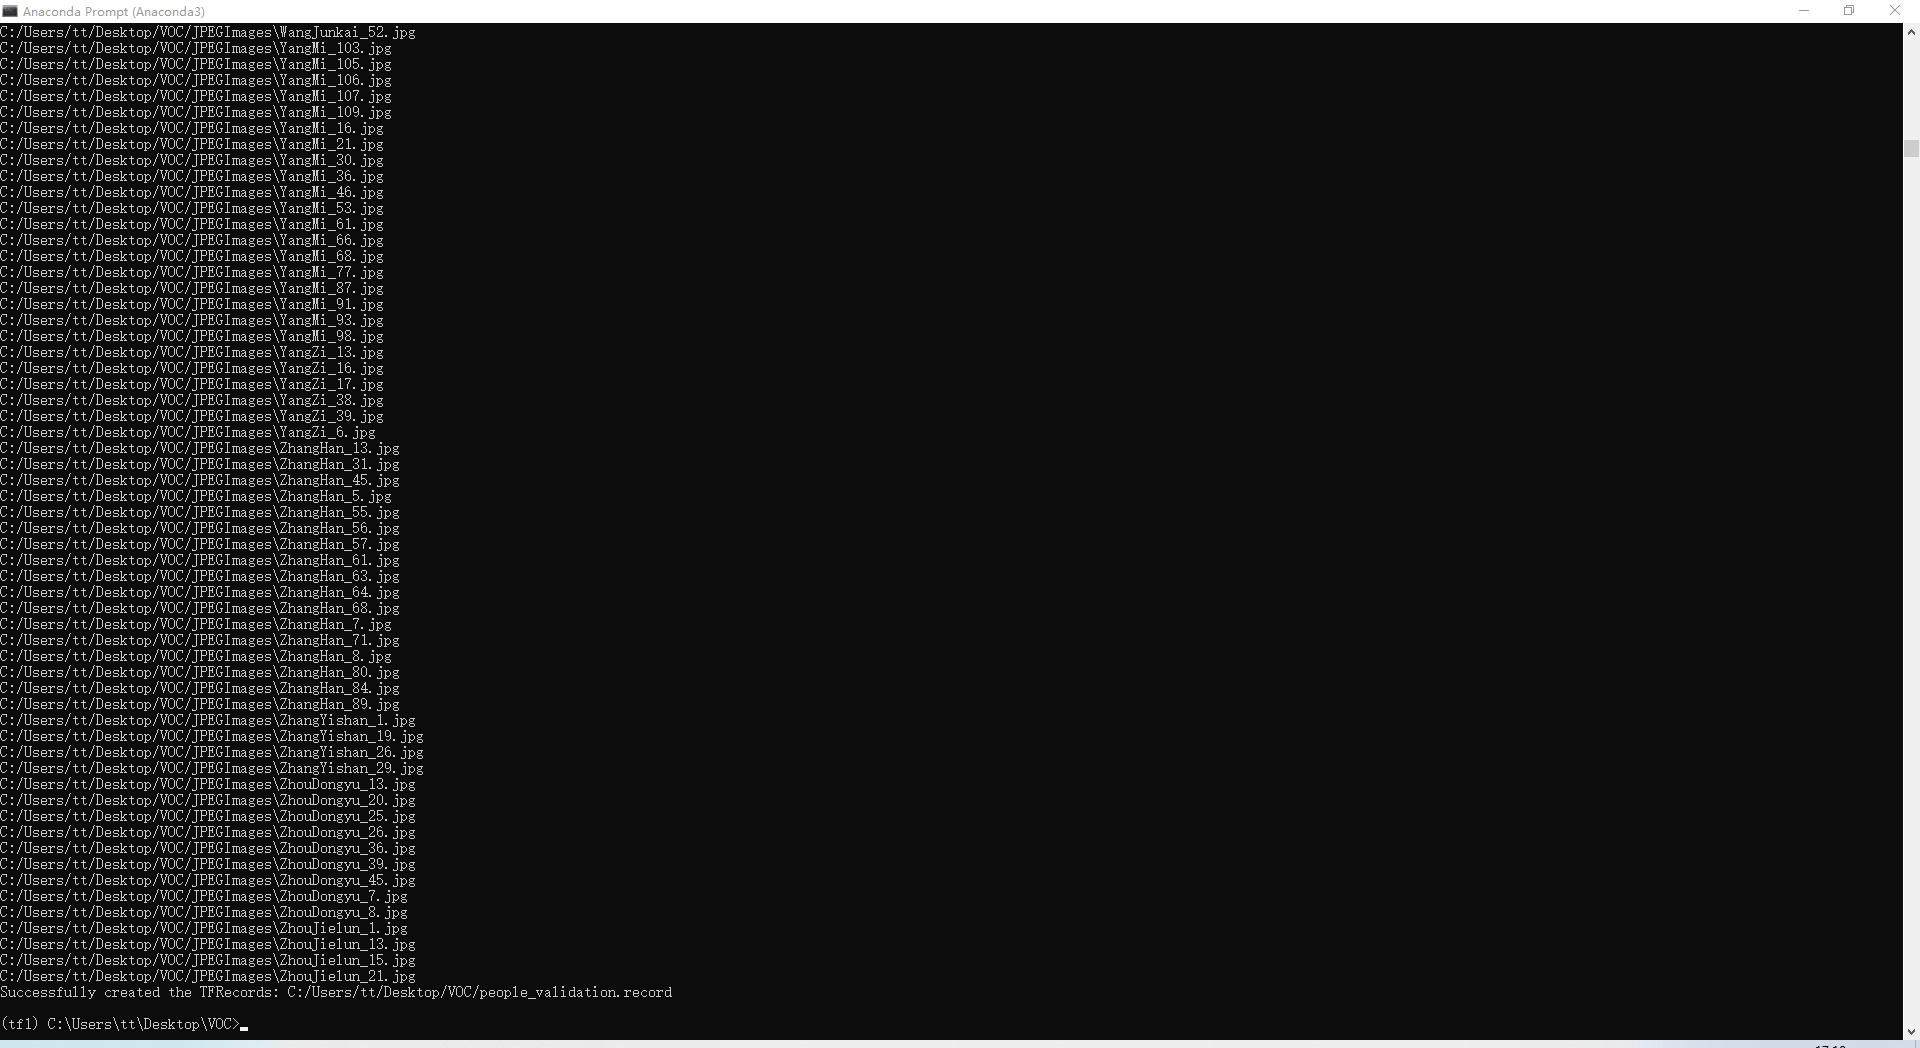 Anaconda Prompt (Anaconda3)
C:/Users/tt/Desktop/VOC/JPEGImages\WangJunkai_52.jpg
C:/Users/tt/Desktop/VOC/JPEGImages\YangMi_103.jpg
C:/Users/tt/Desktop/VOC/JPEGImages\YangMi_105.jpg
C:/Users/tt/Desktop/VOC/JPEGImages\YangMi_106.jpg
C:/Users/tt/Desktop/VOC/JPEGImages\YangMi_107.jpg
C:/Users/tt/Desktop/VOC/JPEGImages\YangMi_109.jpg
C:/Users/tt/Desktop/VOC/JPEGImages\YangMi_16.jpg
C:/Users/tt/Desktop/VOC/JPEGImages\YangMi_21.jpg
C:/Users/tt/Desktop/VOC/JPEGImages\YangMi_30.jpg
C:/Users/tt/Desktop/VOC/JPEGImages\YangMi_36.jpg
C:/Users/tt/Desktop/VOC/JPEGImages\YangMi_46.jpg
C:/Users/tt/Desktop/VOC/JPEGImages\YangMi_53.jpg
C:/Users/tt/Desktop/VOC/JPEGImages\YangMi_61.jpg
C:/Users/tt/Desktop/VOC/JPEGImages\YangMi_66.jpg
C:/Users/tt/Desktop/VOC/JPEGImages\YangMi_68.jpg
C:/Users/tt/Desktop/VOC/JPEGImages\YangMi_77.jpg
C:/Users/tt/Desktop/VOC/JPEGImages\YangMi_87.jpg
C:/Users/tt/Desktop/VOC/JPEGImages\YangMi_91.jpg
C:/Users/tt/Desktop/VOC/JPEGImages\YangMi_93.jpg
C:/Users/tt/Desktop/VOC/JPEGImages\YangMi_98.jpg
C:/Users/tt/Desktop/VOC/JPEGImages\YangZi_13.jpg
C:/Users/tt/Desktop/VOC/JPEGImages\YangZi_16.jpg
C:/Users/tt/Desktop/VOC/JPEGImages\YangZi_17.jpg
C:/Users/tt/Desktop/VOC/JPEGImages\YangZi_38.jpg
C:/Users/tt/Desktop/VOC/JPEGImages\YangZi_39.jpg
C:/Users/tt/Desktop/VOC/JPEGImages\YangZi_6.jpg
C:/Users/tt/Desktop/VOC/JPEGImages\ZhangHan_13.jpg
C:/Users/tt/Desktop/VOC/JPEGImages\ZhangHan_31.jpg
C:/Users/tt/Desktop/VOC/JPEGImages\ZhangHan_45.jpg
C:/Users/tt/Desktop/VOC/JPEGImages\ZhangHan_5.jpg
C:/Users/tt/Desktop/VOC/JPEGImages\ZhangHan_55.jpg
C:/Users/tt/Desktop/VOC/JPEGImages\ZhangHan_56.jpg
C:/Users/tt/Desktop/VOC/JPEGImages\ZhangHan_57.jpg
C:/Users/tt/Desktop/VOC/JPEGImages\ZhangHan_61.jpg
C:/Users/tt/Desktop/VOC/JPEGImages\ZhangHan_63.jpg
C:/Users/tt/Desktop/VOC/JPEGImages\ZhangHan_64.jpg
C:/Users/tt/Desktop/VOC/JPEGImages\ZhangHan_68.jpg
C:/Users/tt/Desktop/VOC/JPEGImages\ZhangHan_7.jpg
C:/Users/tt/Desktop/VOC/JPEGImages\ZhangHan_71.jpg
C:/Users/tt/Desktop/VOC/JPEGImages\ZhangHan_8.jpg
C:/Users/tt/Desktop/VOC/JPEGImages\ZhangHan_80.jpg
C:/Users/tt/Desktop/VOC/JPEGImages\ZhangHan_84.jpg
C:/Users/tt/Desktop/VOC/JPEGImages\ZhangHan_89.jpg
C:/Users/tt/Desktop/VOC/JPEGImages\ZhangYishan_1.jpg
C:/Users/tt/Desktop/VOC/JPEGImages\ZhangYishan_19.jpg
C:/Users/tt/Desktop/VOC/JPEGImages\ZhangYishan_26.jpg
C:/Users/tt/Desktop/VOC/JPEGImages\ZhangYishan_29.jpg
C:/Users/tt/Desktop/VOC/JPEGImages\ZhouDongyu_13.jpg
C:/Users/tt/Desktop/VOC/JPEGImages\ZhouDongyu_20.jpg
C:/Users/tt/Desktop/VOC/JPEGImages\ZhouDongyu_25.jpg
C:/Users/tt/Desktop/VOC/JPEGImages\ZhouDongyu_26.jpg
C:/Users/tt/Desktop/VOC/JPEGImages\ZhouDongyu_36.jpg
C:/Users/tt/Desktop/VOC/JPEGImages\ZhouDongyu_39.jpg
C:/Users/tt/Desktop/VOC/JPEGImages\ZhouDongyu_45.jpg
C:/Users/tt/Desktop/VOC/JPEGImages\ZhouDongyu_7.jpg
C:/Users/tt/Desktop/VOC/JPEGImages\ZhouDongyu_8.jpg
C:/Users/tt/Desktop/VOC/JPEGImages\ZhouJielun_1.jpg
C:/Users/tt/Desktop/VOC/JPEGImages\ZhouJielun_13.jpg
C:/Users/tt/Desktop/VOC/JPEGImages\ZhouJielun_15.jpg
C:/Users/tt/Desktop/VOC/JPEGImages\ZhouJielun_21.jpg
Successfully created the TFRecords: C:/Users/tt/Desktop/VOC/people_validation.record
(tf1) C:\Users\tt\Desktop\VOC>